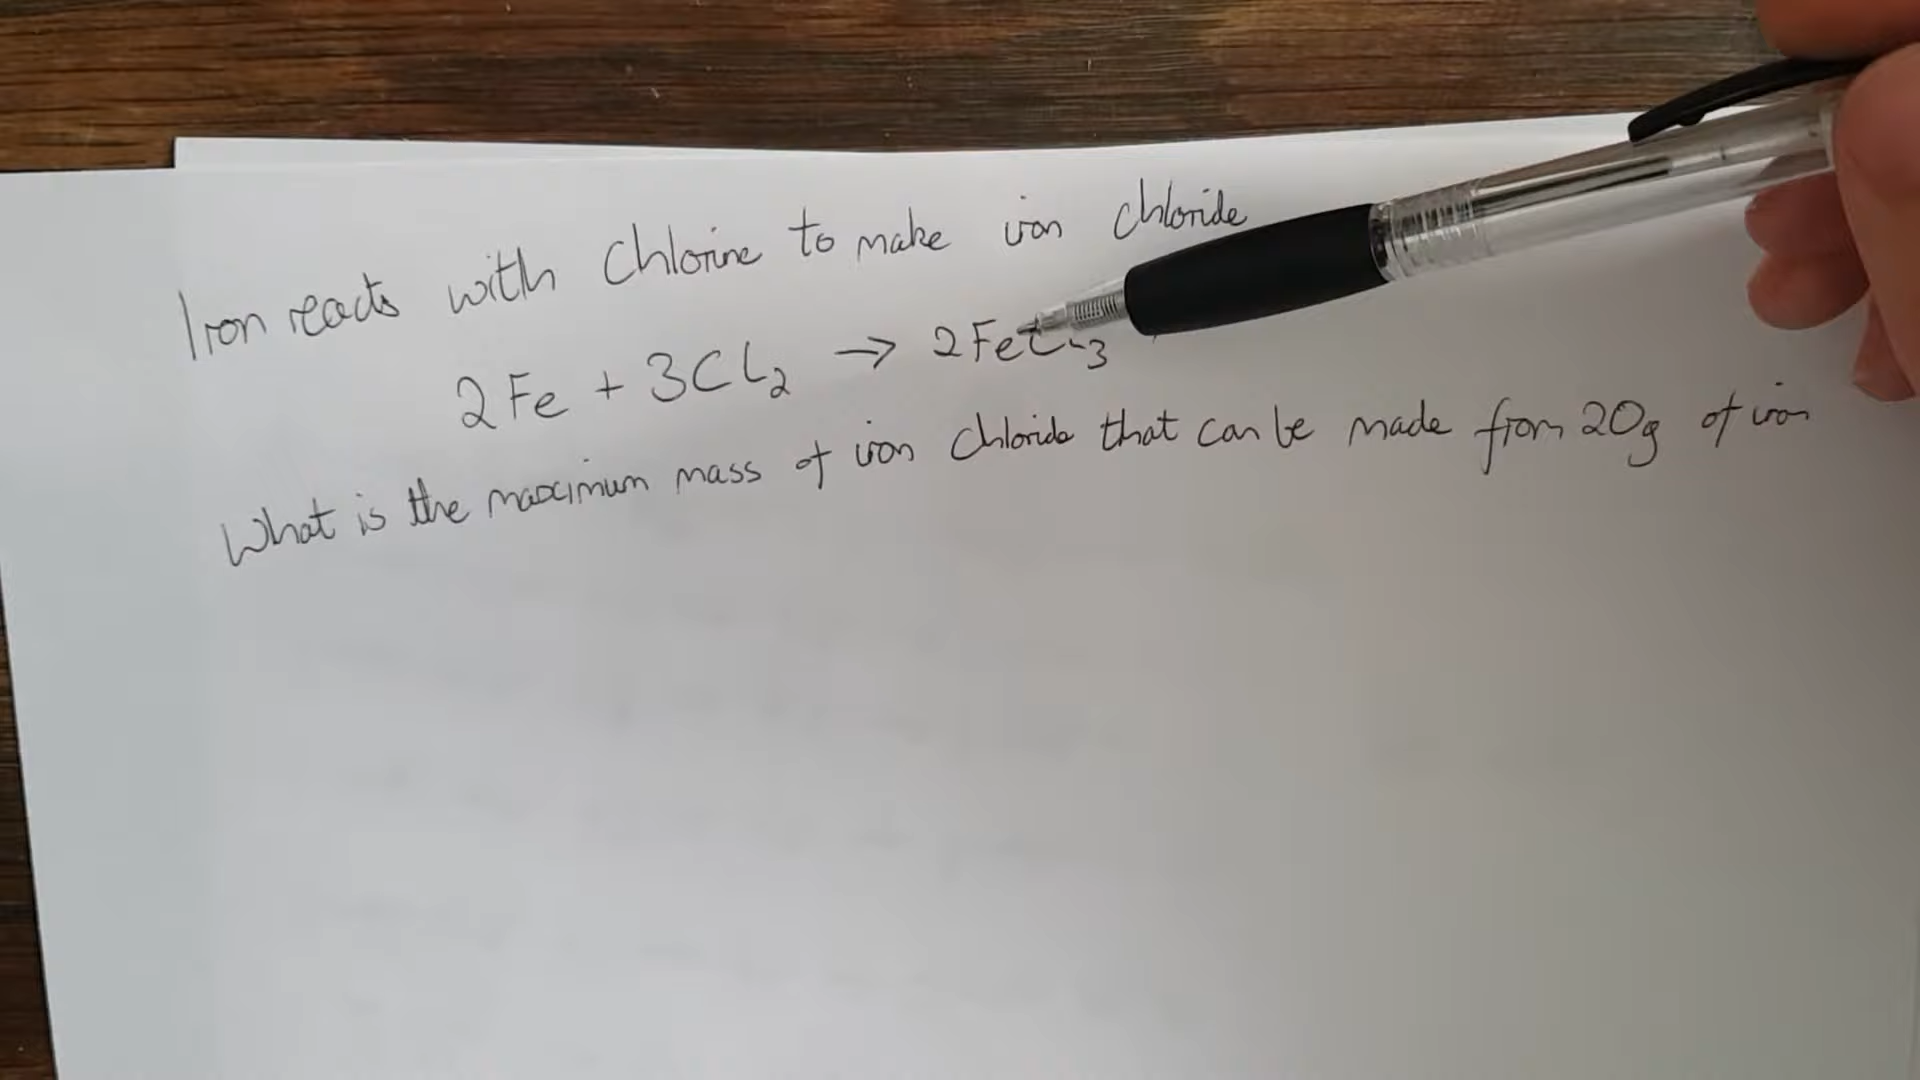 Iron reacts with Chlorine to make iron chloride
2Fe + 3Cl₂ → 2FeCl₃
What is the maximum mass of iron chloride that can be made from 20g of iron